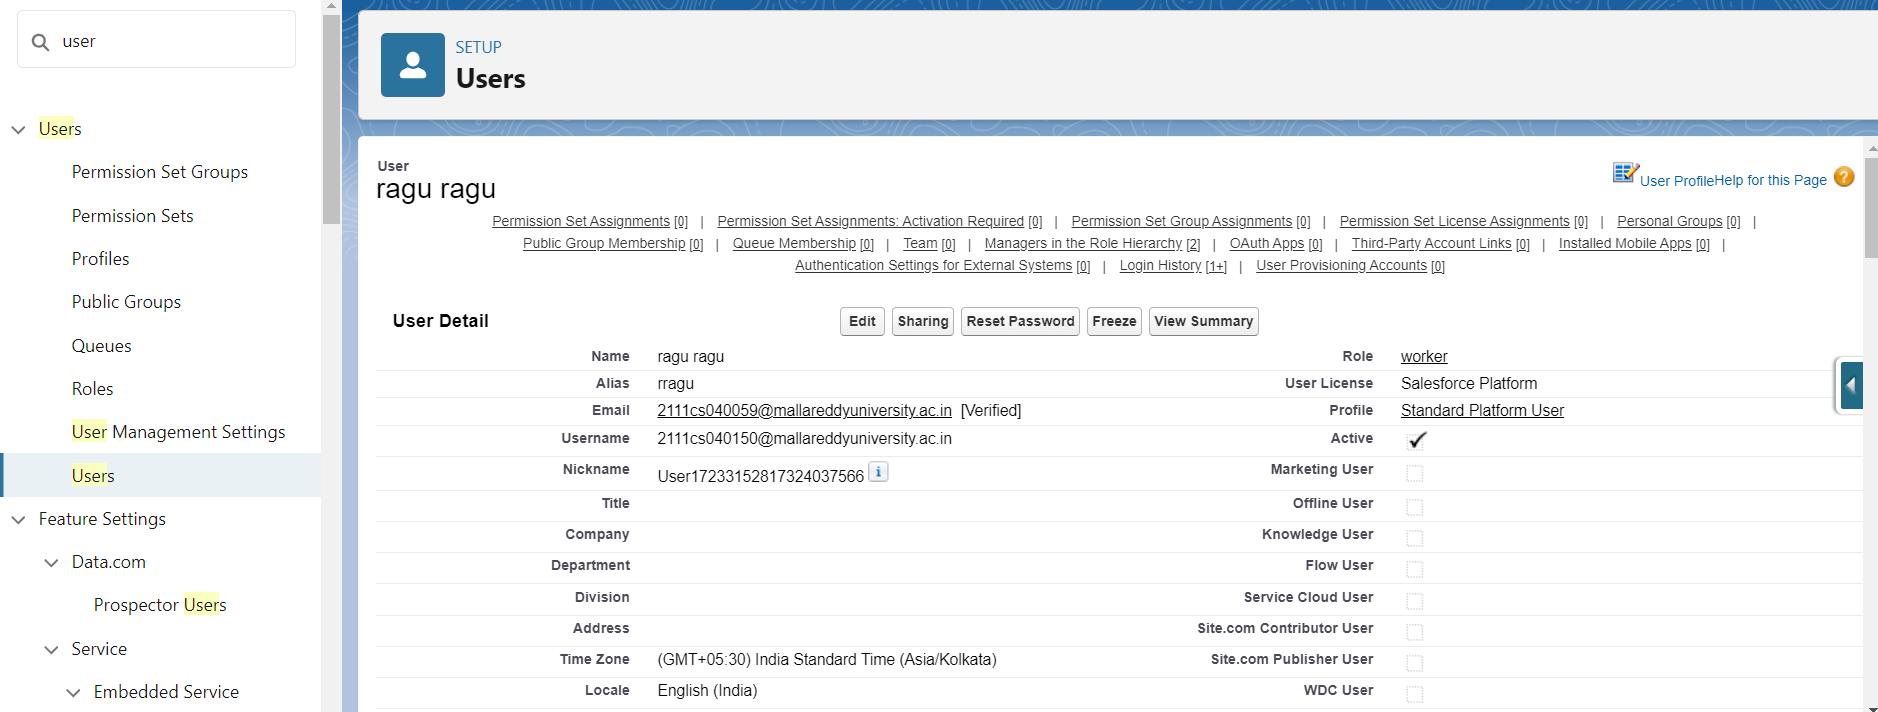 user
Users
Permission Set Groups
Permission Sets
Profiles
Public Groups
Queues
Roles
User Management Settings
Users
Feature Settings
Data.com
Prospector Users
Service
Embedded Service
SETUP
Users
User
ragu ragu
User Profile Help for this Page ?
Permission Set Assignments [0] | Permission Set Assignments: Activation Required [0] | Permission Set Group Assignments [0] | Permission Set License Assignments [0] | Personal Groups [0] |
Public Group Membership [0] | Queue Membership [0] | Team [0] | Managers in the Role Hierarchy [2] | OAuth Apps [0] | Third-Party Account Links [0] | Installed Mobile Apps [0] |
Authentication Settings for External Systems [0] | Login History [1+] | User Provisioning Accounts [0]
User Detail Edit Sharing Reset Password Freeze View Summary
Name ragu ragu Role worker
Alias rragu User License Salesforce Platform
Email 2111cs040059@mallareddyuniversity.ac.in [Verified] Profile Standard Platform User
Username 2111cs040150@mallareddyuniversity.ac.in Active ✓
Nickname User17233152817324037566 i Marketing User
Title Offline User
Company Knowledge User
Department Flow User
Division Service Cloud User
Address Site.com Contributor User
Time Zone (GMT+05:30) India Standard Time (Asia/Kolkata) Site.com Publisher User
Locale English (India) WDC User